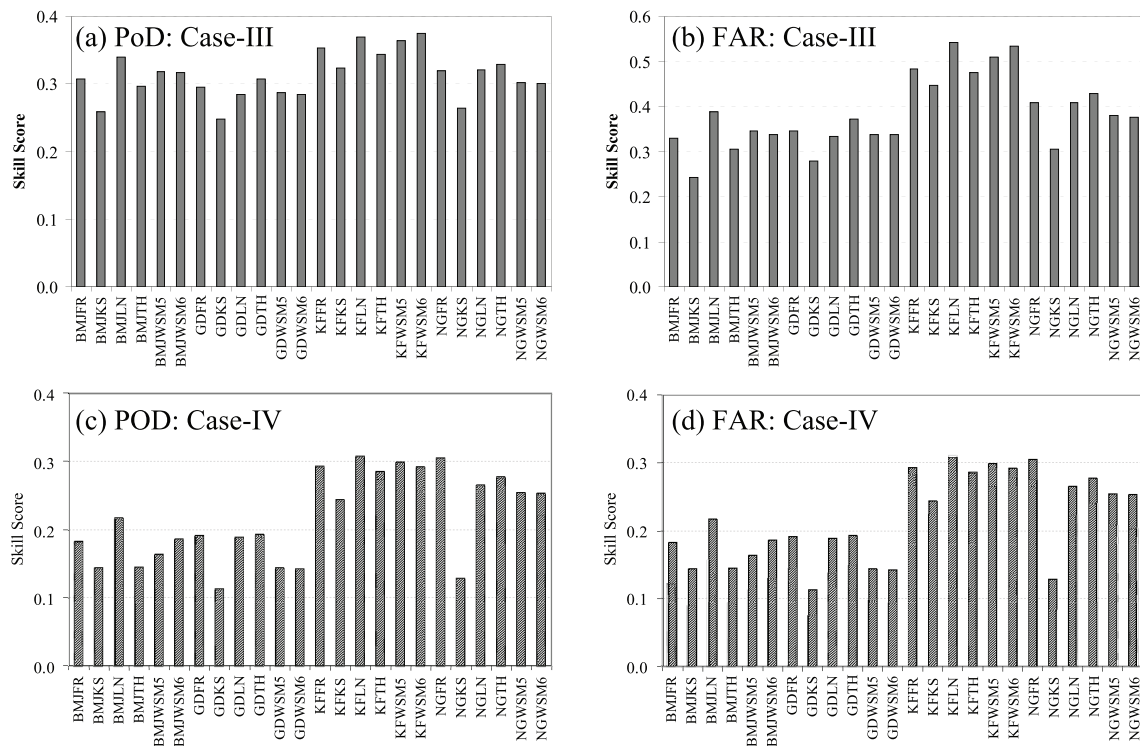 (a) PoD: Case-III
Skill Score
0.4
0.3
0.2
0.1
0.0
BMJFR
BMJKS
BMJLN
BMJTH
BMJWSM5
BMJWSM6
GDFR
GDKS
GDLN
GDTH
GDWSM5
GDWSM6
KFFR
KFKS
KFLN
KFTH
KFWSM5
KFWSM6
NGFR
NGKS
NGLN
NGTH
NGWSM5
NGWSM6
(b) FAR: Case-III
Skill Score
0.6
0.5
0.4
0.3
0.2
0.1
0.0
BMJFR
BMJKS
BMJLN
BMJTH
BMJWSM5
BMJWSM6
GDFR
GDKS
GDLN
GDTH
GDWSM5
GDWSM6
KFFR
KFKS
KFLN
KFTH
KFWSM5
KFWSM6
NGFR
NGKS
NGLN
NGTH
NGWSM5
NGWSM6
(c) POD: Case-IV
Skill Score
0.4
0.3
0.2
0.1
0.0
BMJFR
BMJKS
BMJLN
BMJTH
BMJWSM5
BMJWSM6
GDFR
GDKS
GDLN
GDTH
GDWSM5
GDWSM6
KFFR
KFKS
KFLN
KFTH
KFWSM5
KFWSM6
NGFR
NGKS
NGLN
NGTH
NGWSM5
NGWSM6
(d) FAR: Case-IV
Skill Score
0.4
0.3
0.2
0.1
0.0
BMJFR
BMJKS
BMJLN
BMJTH
BMJWSM5
BMJWSM6
GDFR
GDKS
GDLN
GDTH
GDWSM5
GDWSM6
KFFR
KFKS
KFLN
KFTH
KFWSM5
KFWSM6
NGFR
NGKS
NGLN
NGTH
NGWSM5
NGWSM6